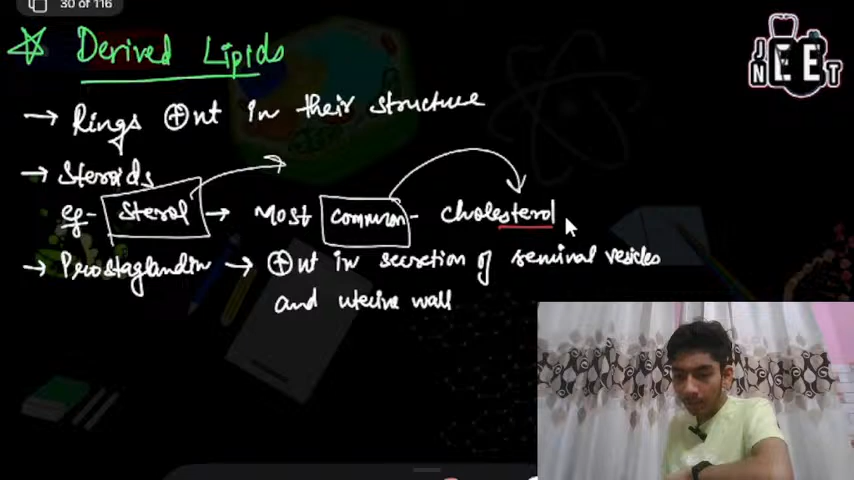 30 of 116
Derived Lipids
J NEET
N
→ Rings ⊕nt in their structure
→ Steroids
eg- Sterol → Most Common - Cholesterol
→ Prostaglandin → ⊕nt in secretion of seminal vesicles
and uterine wall